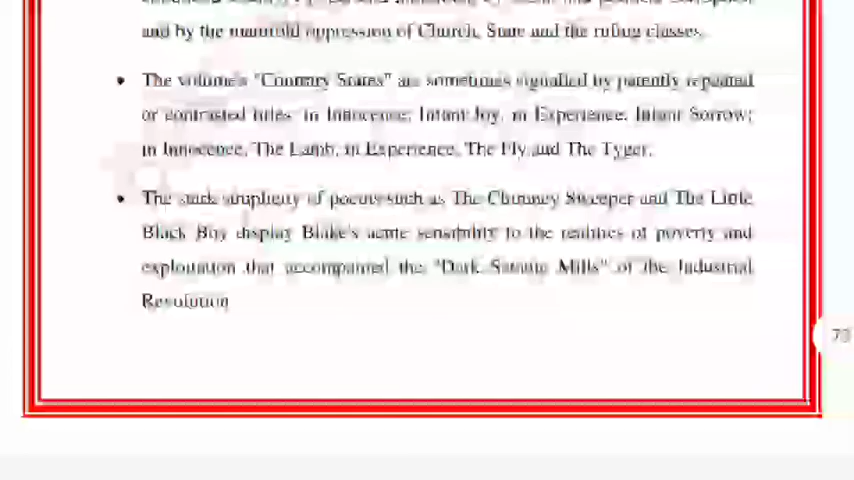 and by the manifold oppression of Church, State and the ruling classes.
• The volume's "Contrary States" are sometimes signalled by patently repeated
or contrasted titles: in Innocence, Infant Joy, in Experience, Infant Sorrow;
in Innocence, The Lamb, in Experience, The Fly and The Tyger.
• The stark simplicity of poems such as The Chimney Sweeper and The Little
Black Boy display Blake's acute sensibility to the realities of poverty and
exploitation that accompanied the "Dark Satanic Mills" of the Industrial
Revolution
73